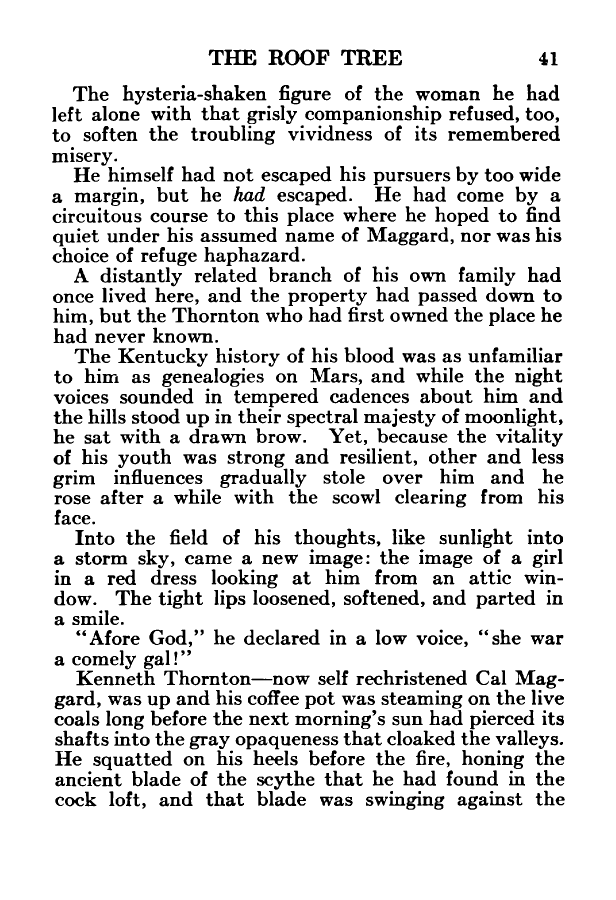 THE ROOF TREE 41
The hysteria-shaken figure of the woman he had
left alone with that grisly companionship refused, too,
to soften the troubling vividness of its remembered
misery.
He himself had not escaped his pursuers by too wide
a margin, but he had escaped. He had come by a
circuitous course to this place where he hoped to find
quiet under his assumed name of Maggard, nor was his
choice of refuge haphazard.
A distantly related branch of his own family had
once lived here, and the property had passed down to
him, but the Thornton who had first owned the place he
had never known.
The Kentucky history of his blood was as unfamiliar
to him as genealogies on Mars, and while the night
voices sounded in tempered cadences about him and
the hills stood up in their spectral majesty of moonlight,
he sat with a drawn brow. Yet, because the vitality
of his youth was strong and resilient, other and less
grim influences gradually stole over him and he
rose after a while with the scowl clearing from his
face.
Into the field of his thoughts, like sunlight into
a storm sky, came a new image: the image of a girl
in a red dress looking at him from an attic win-
dow. The tight lips loosened, softened, and parted in
a smile.
"Afore God," he declared in a low voice, "she war
a comely gal!"
Kenneth Thornton—now self rechristened Cal Mag-
gard, was up and his coffee pot was steaming on the live
coals long before the next morning's sun had pierced its
shafts into the gray opaqueness that cloaked the valleys.
He squatted on his heels before the fire, honing the
ancient blade of the scythe that he had found in the
cock loft, and that blade was swinging against the